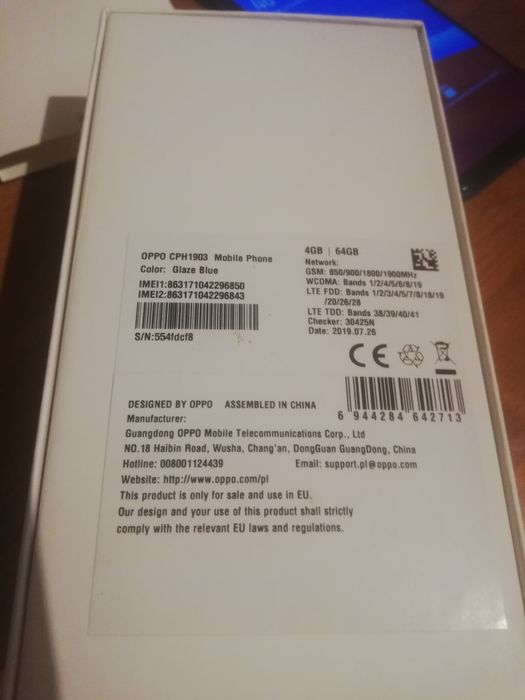 OPPO CPH1903 Mobile Phone
Color: Glaze Blue
IMEI1:863171042296850
IMEI2:863171042296843
S/N:554fdcf8
4GB | 64GB
Network:
GSM: 850/900/1800/1900MHz
WCDMA: Bands 1/2/4/5/6/8/19
LTE FDD: Bands 1/2/3/4/5/7/8/18/19
/20/26/28
LTE TDD: Bands 38/39/40/41
Checker: 30425N
Date: 2019.07.26
CE
6 944284 642713
DESIGNED BY OPPO ASSEMBLED IN CHINA
Manufacturer:
Guangdong OPPO Mobile Telecommunications Corp., Ltd
NO.18 Haibin Road, Wusha, Chang'an, DongGuan GuangDong, China
Hotline: 008001124439 Email: support.pl@oppo.com
Website: http://www.oppo.com/pl
This product is only for sale and use in EU.
Our design and your use of this product shall strictly
comply with the relevant EU laws and regulations.